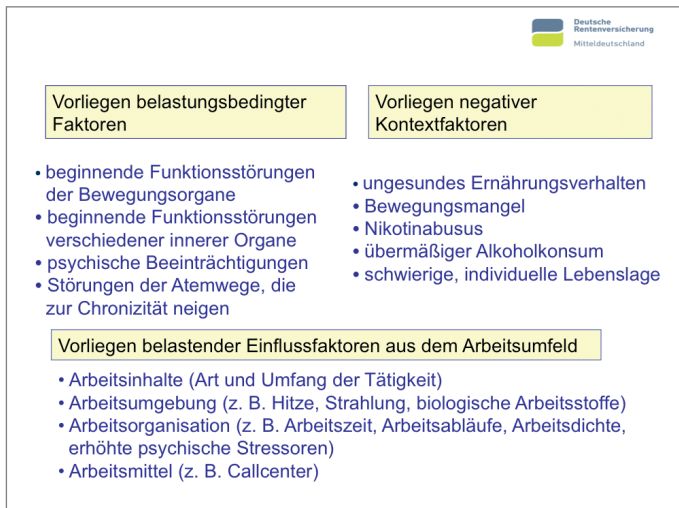 Deutsche
Rentenversicherung
Mitteldeutschland
Vorliegen belastungsbedingter
Faktoren
• beginnende Funktionsstörungen
der Bewegungsorgane
• beginnende Funktionsstörungen
verschiedener innerer Organe
• psychische Beeinträchtigungen
• Störungen der Atemwege, die
zur Chronizität neigen
Vorliegen negativer
Kontextfaktoren
• ungesundes Ernährungsverhalten
• Bewegungsmangel
• Nikotinabusus
• übermäßiger Alkoholkonsum
• schwierige, individuelle Lebenslage
Vorliegen belastender Einflussfaktoren aus dem Arbeitsumfeld
• Arbeitsinhalte (Art und Umfang der Tätigkeit)
• Arbeitsumgebung (z. B. Hitze, Strahlung, biologische Arbeitsstoffe)
• Arbeitsorganisation (z. B. Arbeitszeit, Arbeitsabläufe, Arbeitsdichte,
erhöhte psychische Stressoren)
• Arbeitsmittel (z. B. Callcenter)